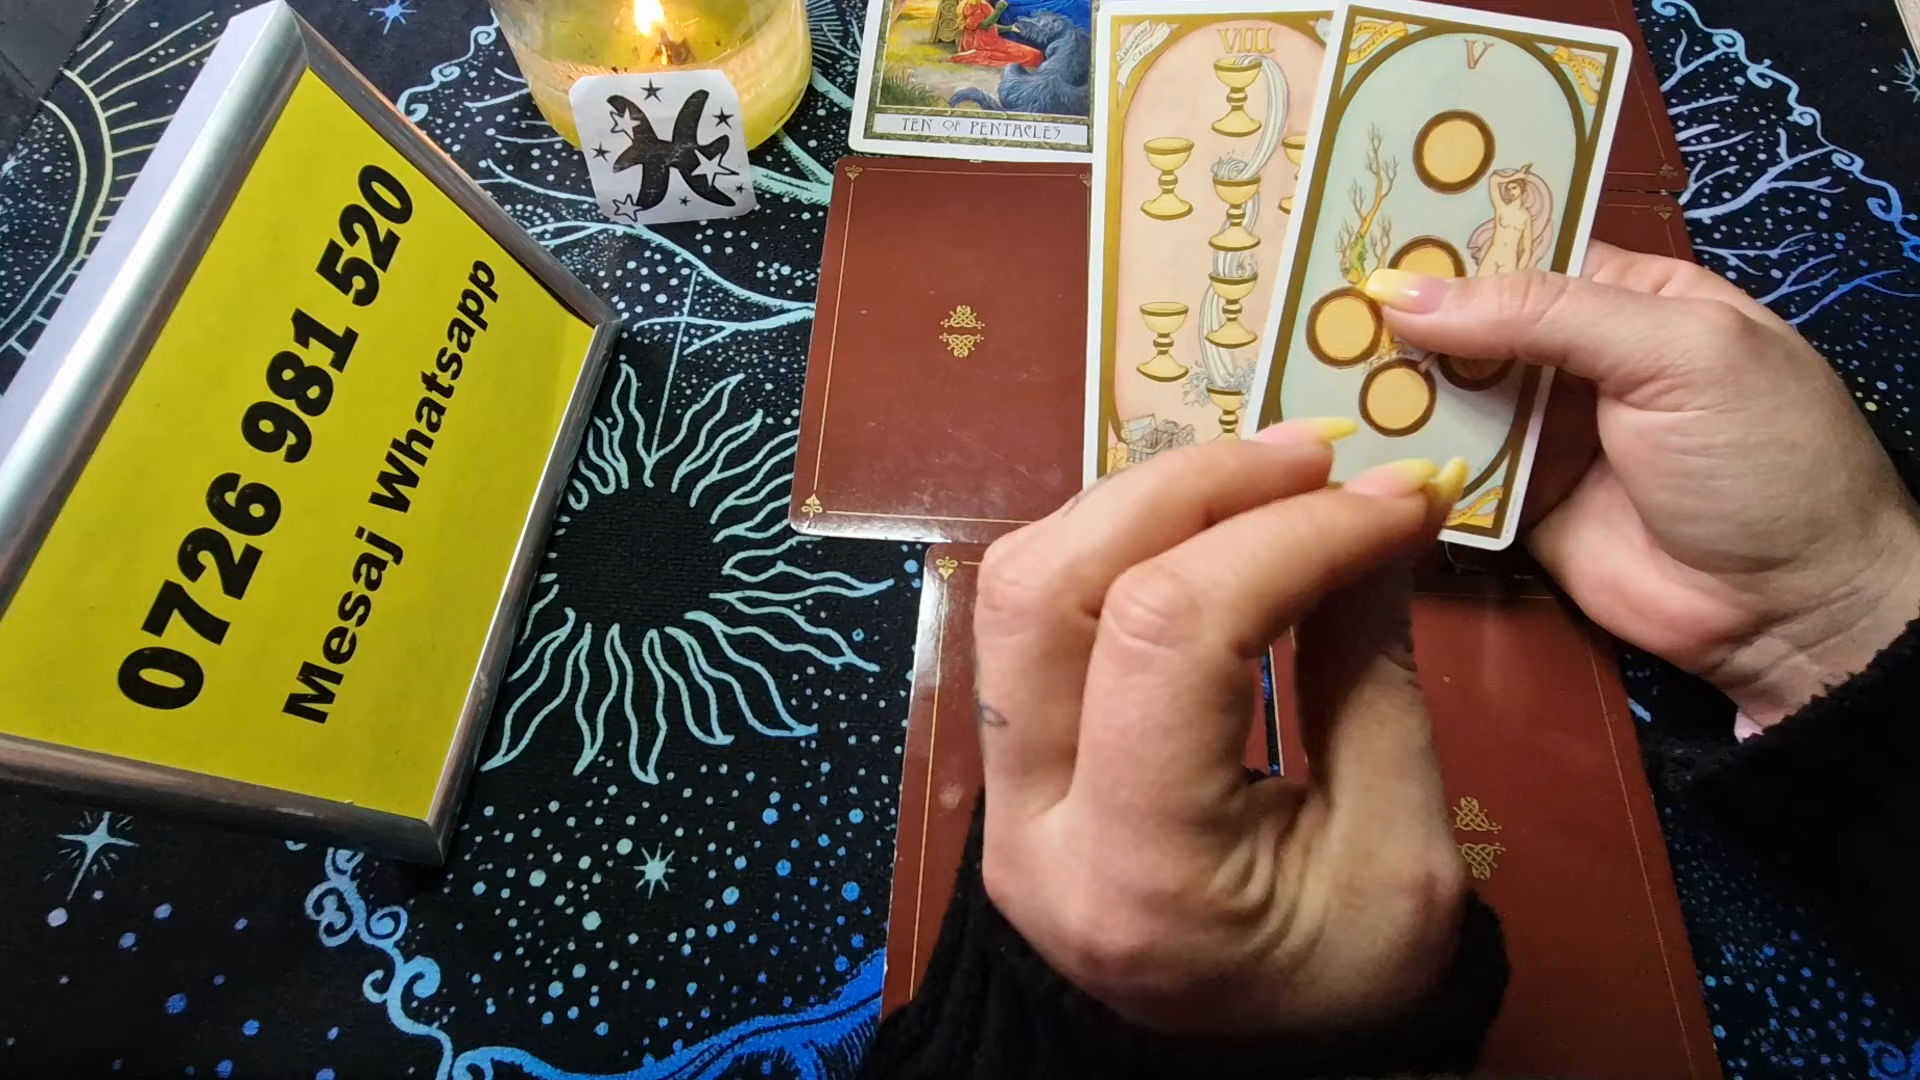 0726 981 520
Mesaj Whatsapp
TEN OF PENTACLES
VIII
V